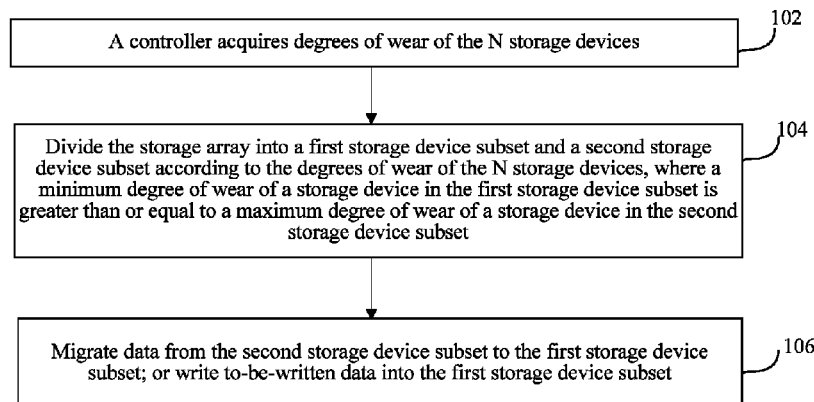 A controller acquires degrees of wear of the N storage devices
102
Divide the storage array into a first storage device subset and a second storage
device subset according to the degrees of wear of the N storage devices, where a
minimum degree of wear of a storage device in the first storage device subset is
greater than or equal to a maximum degree of wear of a storage device in the second
storage device subset
104
Migrate data from the second storage device subset to the first storage device
subset; or write to-be-written data into the first storage device subset
106